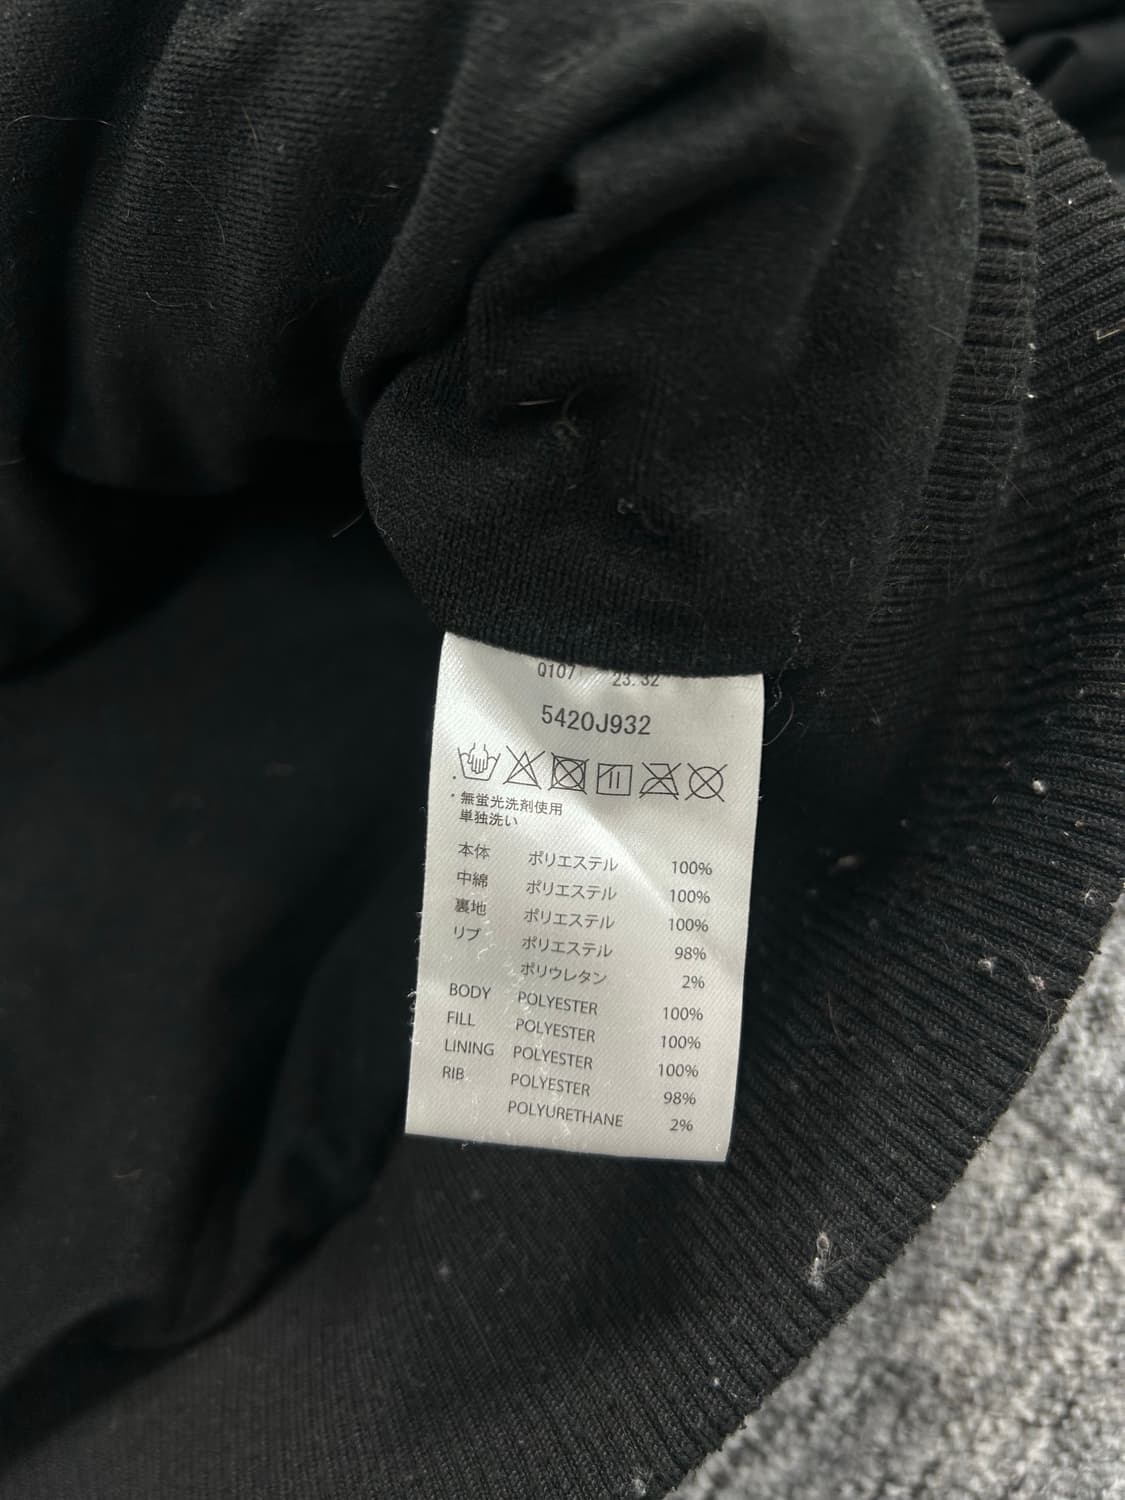 Q107 23.32
5420J932
・無蛍光洗剤使用
単独洗い
本体 ポリエステル 100%
中綿 ポリエステル 100%
裏地 ポリエステル 100%
リブ ポリエステル 98%
ポリウレタン 2%
BODY POLYESTER 100%
FILL POLYESTER 100%
LINING POLYESTER 100%
RIB POLYESTER 98%
POLYURETHANE 2%